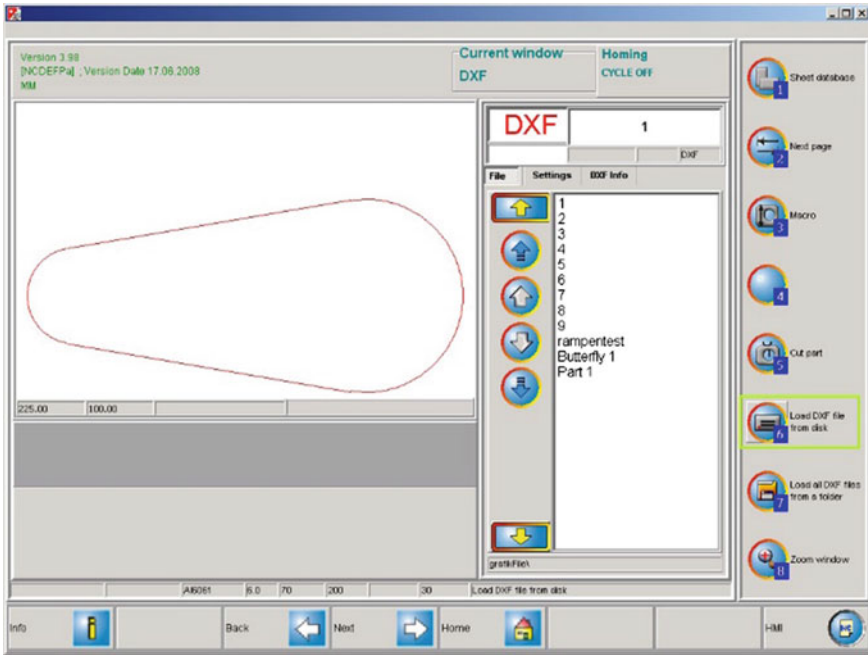 Version 3.98
[NCDEFPa] ; Version Date 17.06.2008
MM
Current window
DXF
Homing
CYCLE OFF
DXF
1
DXF
File Settings DXF Info
1
2
3
4
5
6
7
8
9
rampentest
Butterfly 1
Part 1
225.00 100.00
grafik\File\
Al6061 6.0 70 200 30 Load DXF file from disk
1 Sheet database
2 Next page
3 Macro
4
5 Cut part
6 Load DXF file
from disk
7 Load all DXF files
from a folder
8 Zoom window
Info Back Next Home HMI